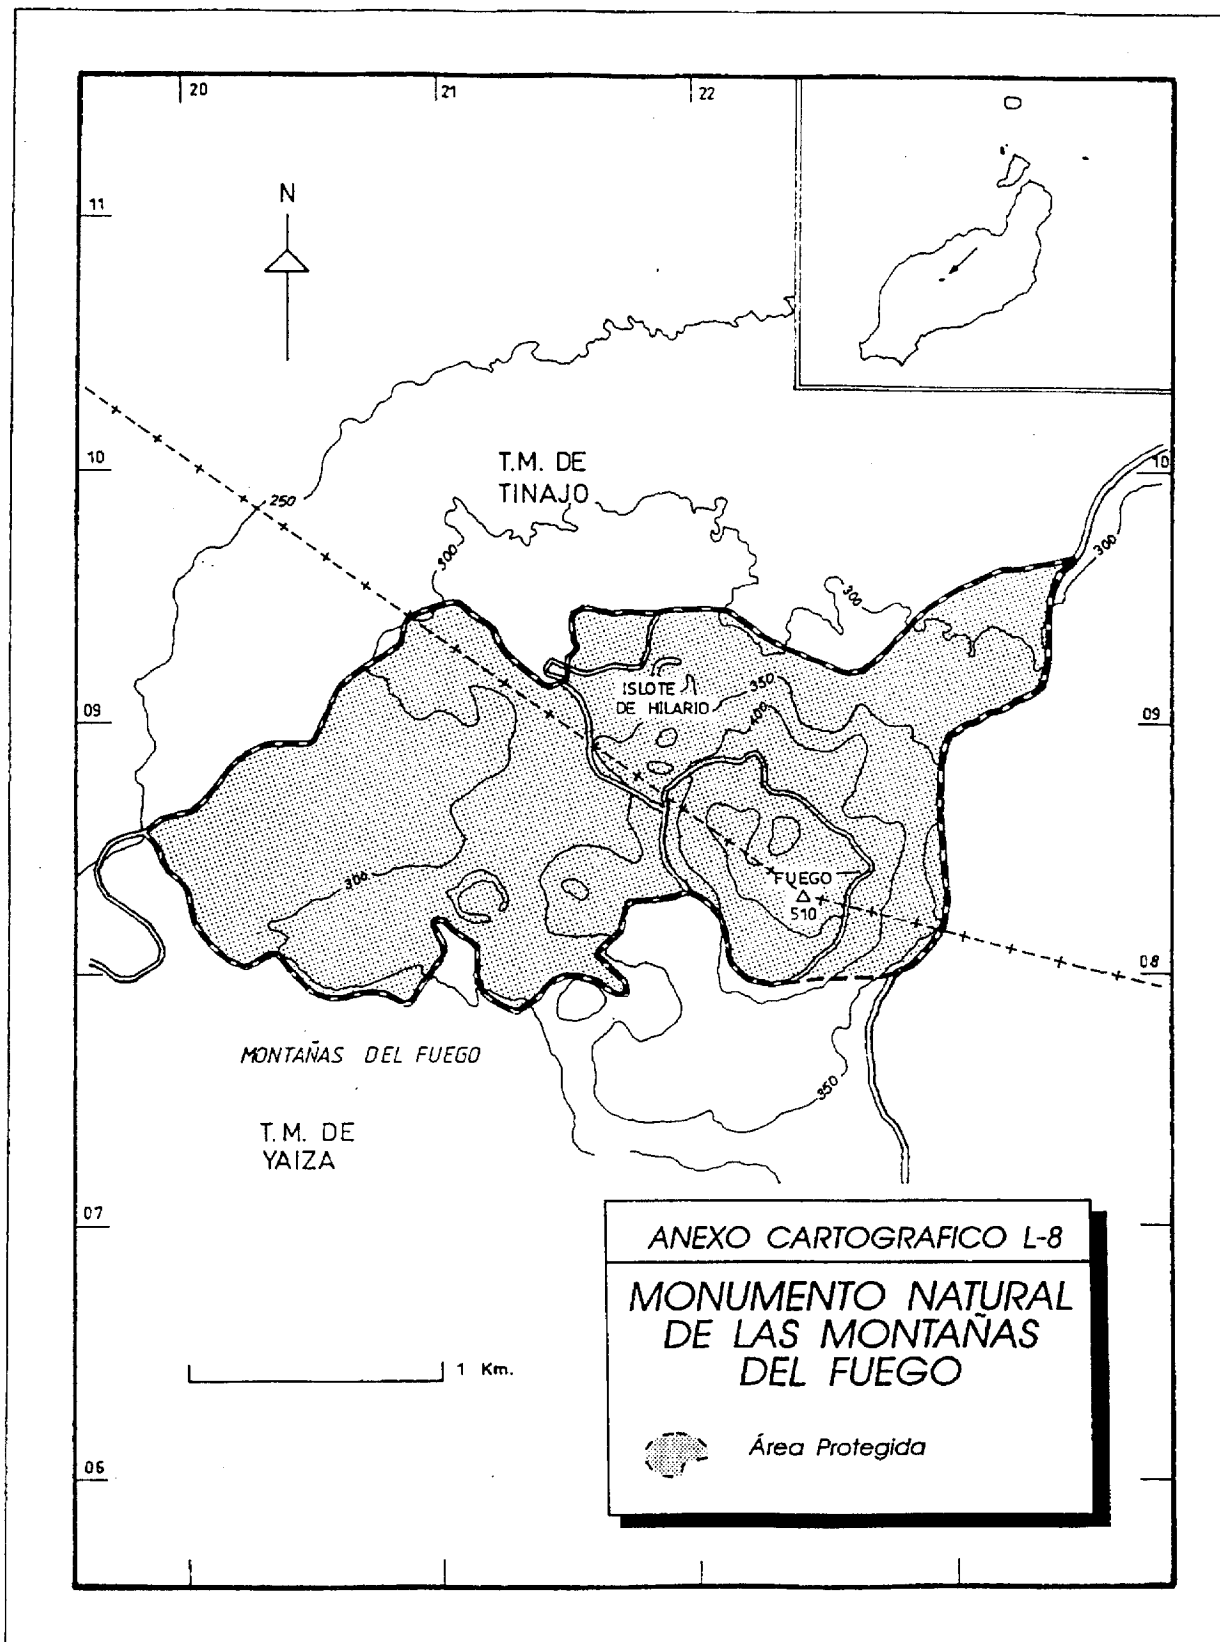 20
21
22
11
N
10
10
T.M. DE
TINAJO
250
300
300
300
ISLOTE
DE HILARIO
350
400
09
09
300
FUEGO
510
08
MONTAÑAS DEL FUEGO
350
T.M. DE
YAIZA
07
ANEXO CARTOGRAFICO L-8
MONUMENTO NATURAL
DE LAS MONTAÑAS
DEL FUEGO
1 Km.
Área Protegida
06